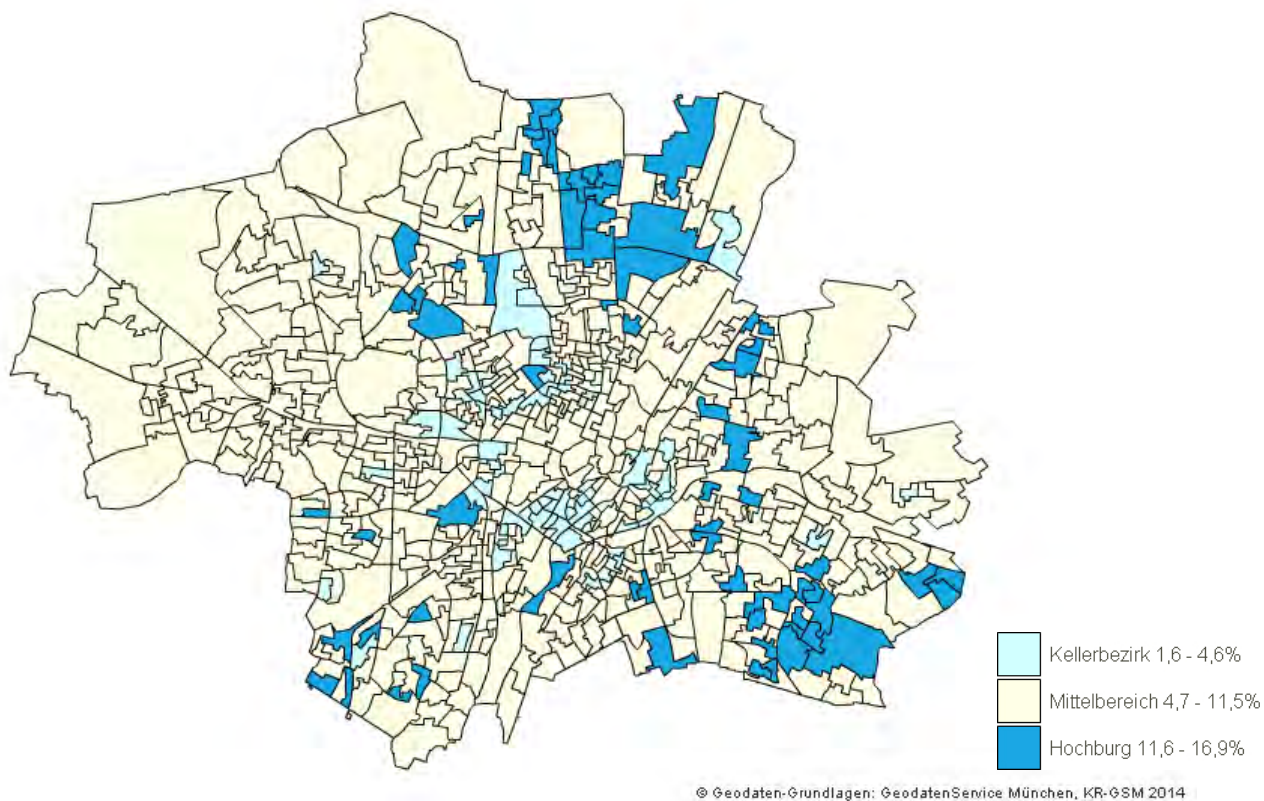 Kellerbezirk 1,6 - 4,6%
Mittelbereich 4,7 - 11,5%
Hochburg 11,6 - 16,9%
© Geodaten-Grundlagen: GeodatenService München, KR-GSM 2014